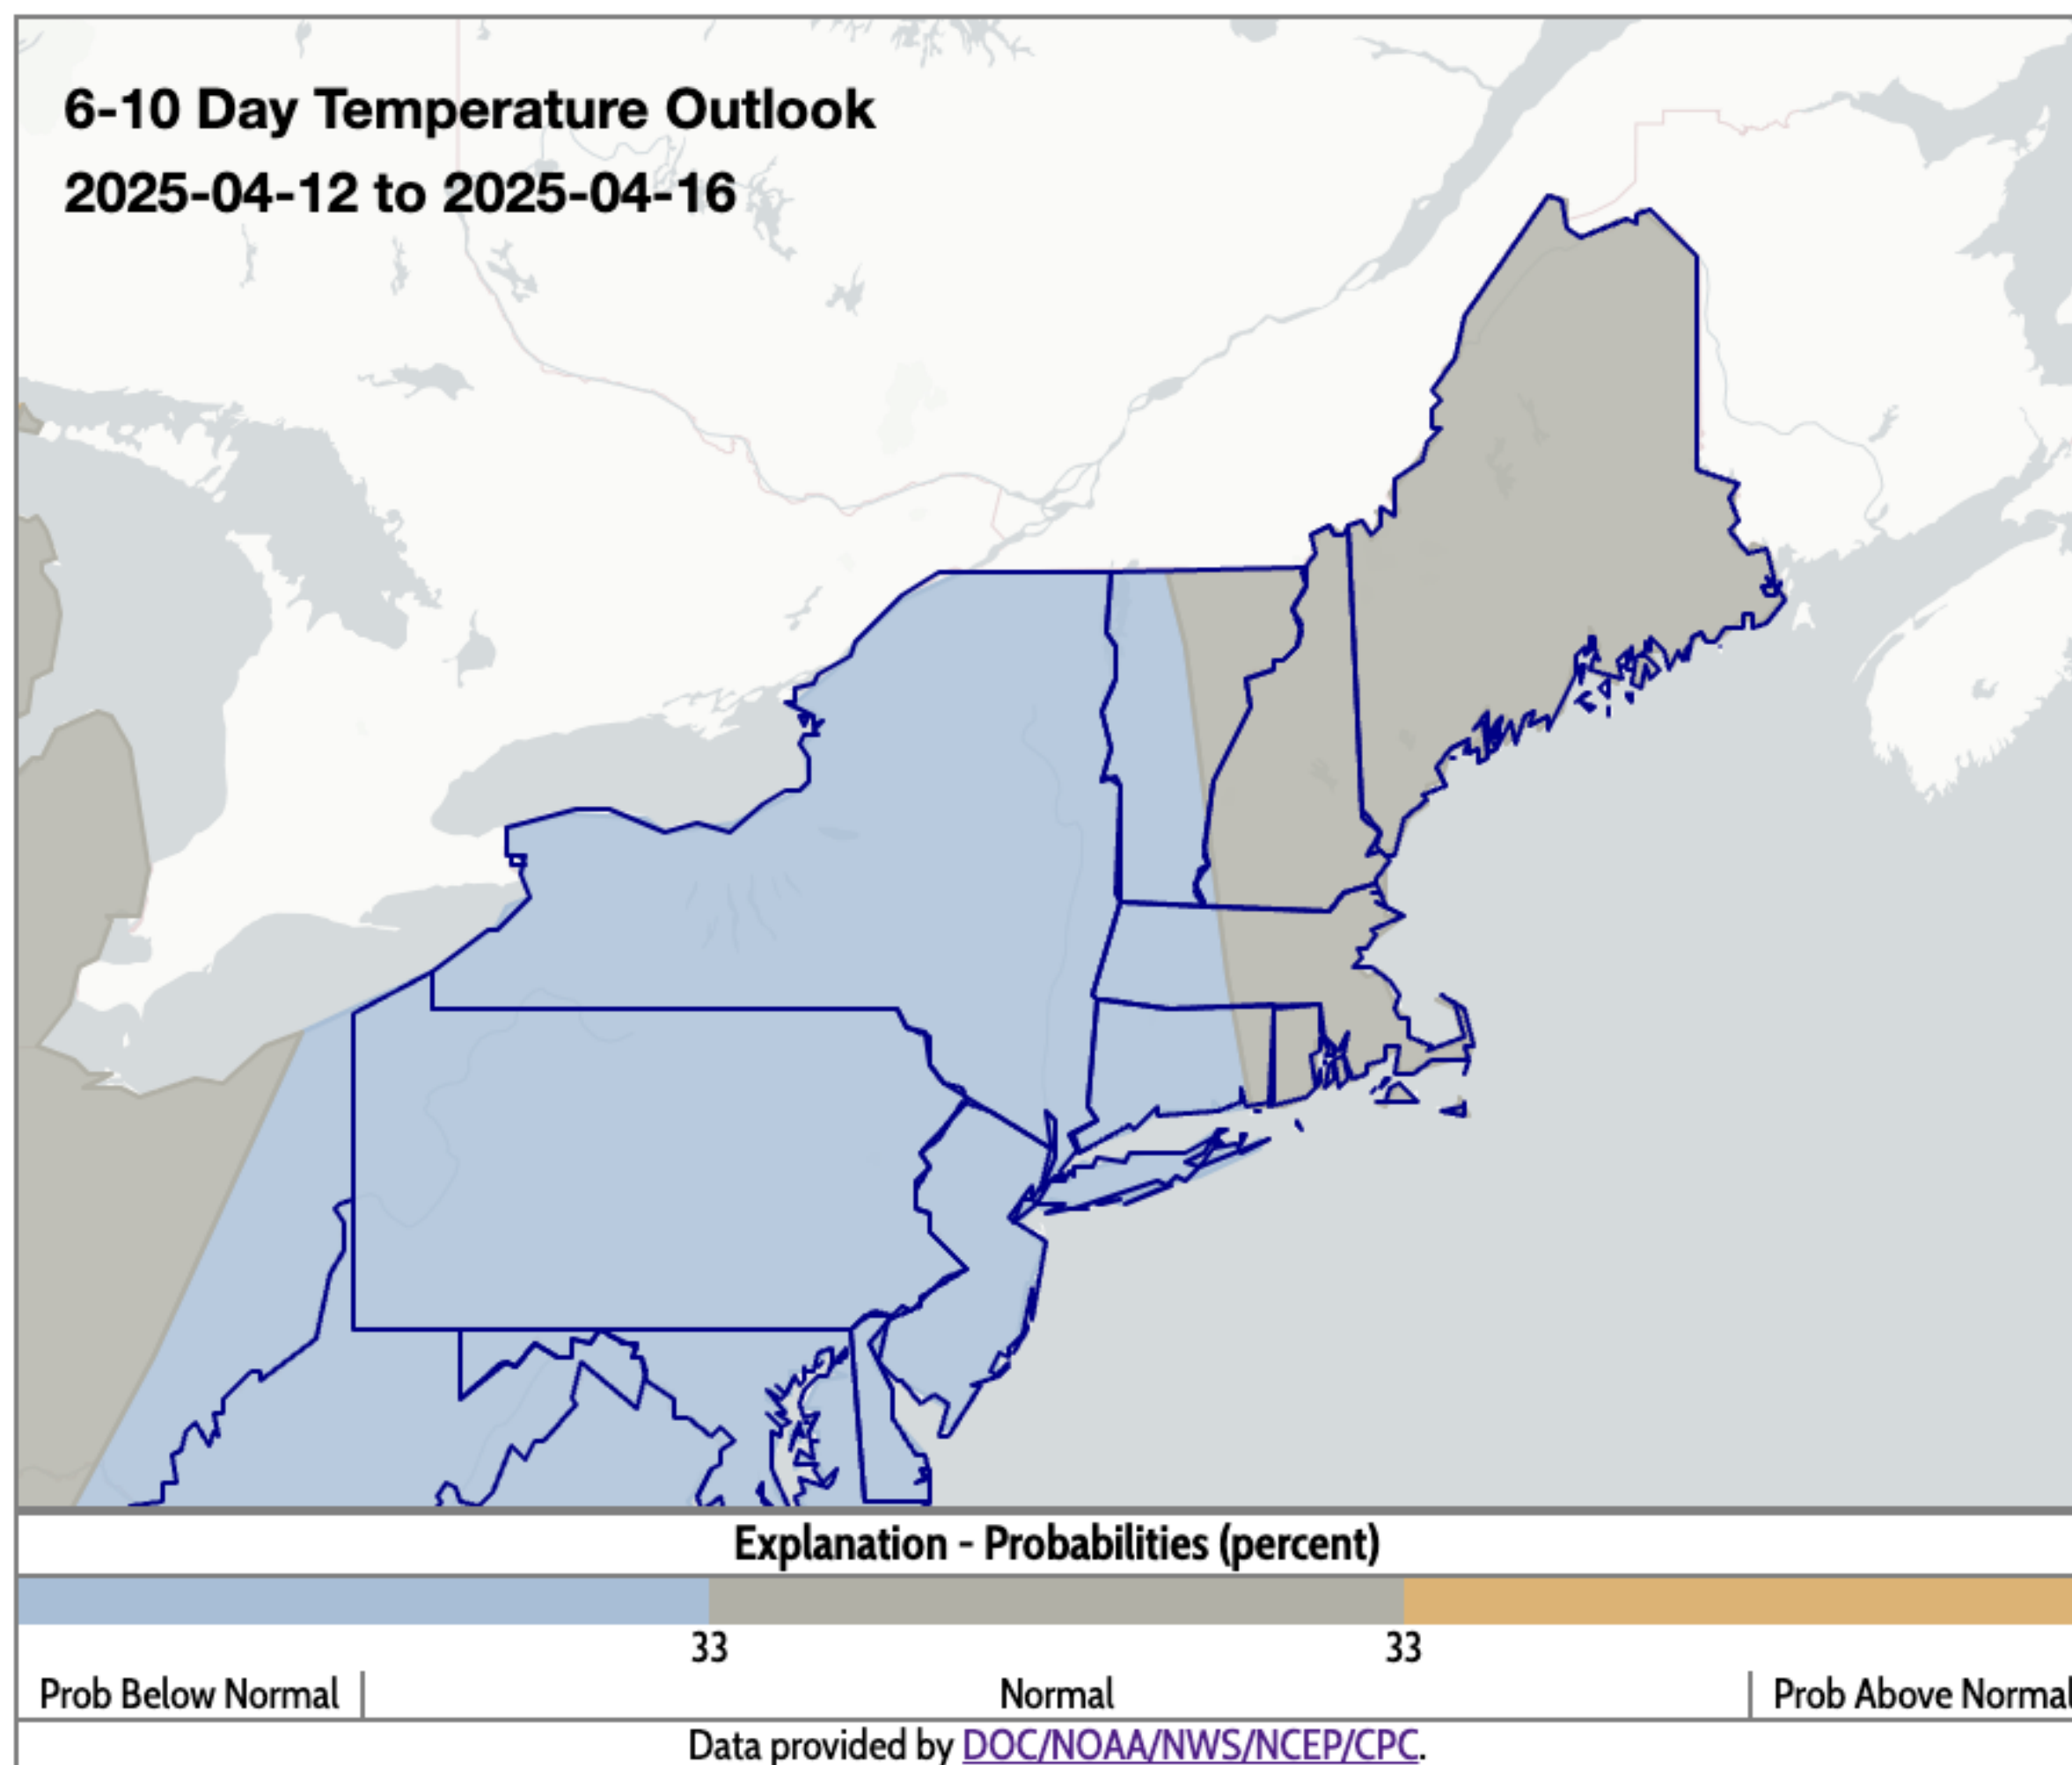 6-10 Day Temperature Outlook
2025-04-12 to 2025-04-16
Explanation - Probabilities (percent)
33 33
Prob Below Normal Normal Prob Above Normal
Data provided by DOC/NOAA/NWS/NCEP/CPC.